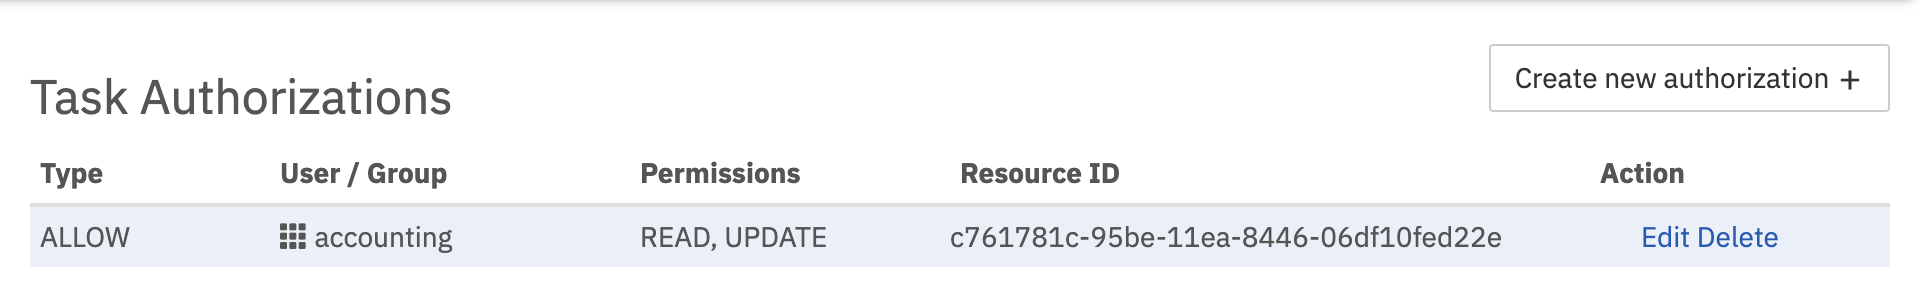 Create new authorization +
Task Authorizations
Type User / Group Permissions Resource ID Action
ALLOW accounting READ, UPDATE c761781c-95be-11ea-8446-06df10fed22e Edit Delete